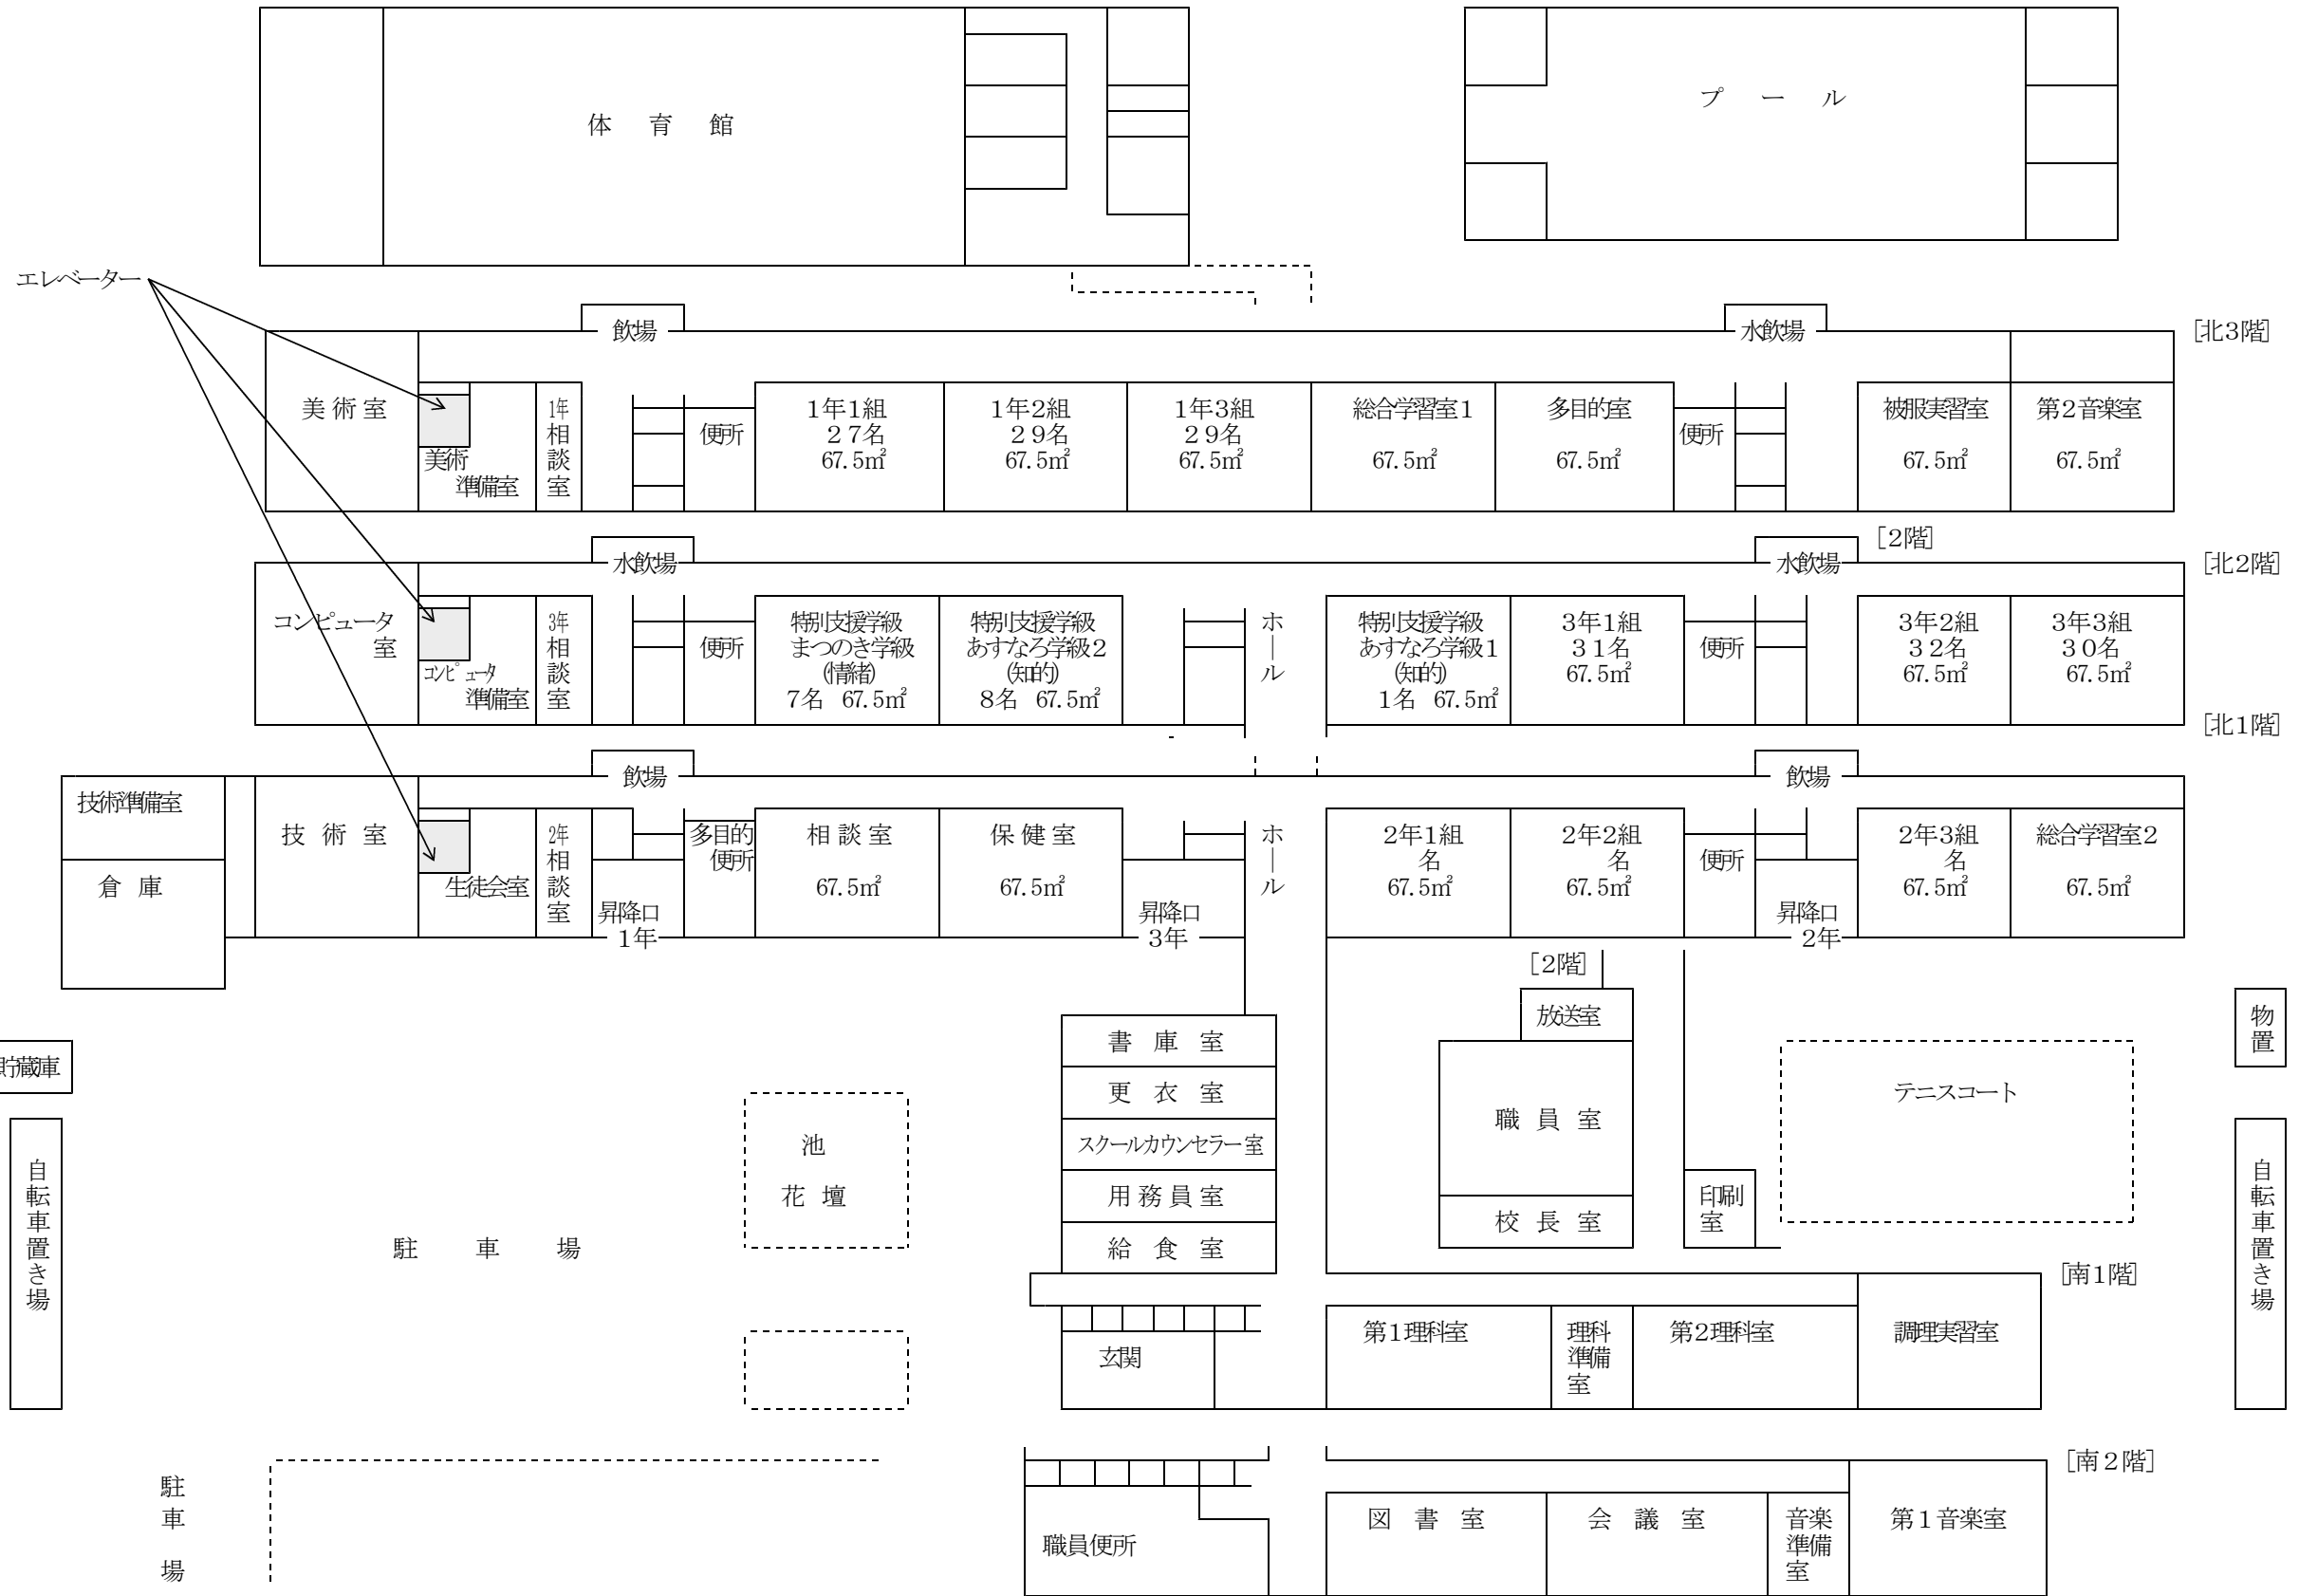 体　育　館
プ　ー　ル
エレベーター
飲場
水飲場
[北３階]
美 術 室
美術
準備室
1年
相
談
室
便所
１年１組
２７名
67.5㎡
１年２組
２９名
67.5㎡
１年３組
２９名
67.5㎡
総合学習室１
67.5㎡
多目的室
67.5㎡
便所
被服実習室
67.5㎡
第２音楽室
67.5㎡
[２階]
水飲場
水飲場
[北２階]
コンピュータ
室
コンピュータ
準備室
3年
相
談
室
便所
特別支援学級
まつのき学級
(情緒)
７名　67.5㎡
特別支援学級
あすなろ学級２
(知的)
８名　67.5㎡
ホール
特別支援学級
あすなろ学級１
(知的)
１名　67.5㎡
３年１組
３１名
67.5㎡
便所
３年２組
３２名
67.5㎡
３年３組
３０名
67.5㎡
[北１階]
飲場
飲場
技術準備室
倉　庫
技　術　室
生徒会室
2年
相
談
室
昇降口
１年
多目的
便所
相 談 室
67.5㎡
保 健 室
67.5㎡
昇降口
３年
ホール
２年１組
名
67.5㎡
２年２組
名
67.5㎡
便所
昇降口
２年
２年３組
名
67.5㎡
総合学習室２
67.5㎡
[２階]
放送室
物置
貯蔵庫
書　庫　室
更　衣　室
スクールカウンセラー室
用 務 員 室
給　食　室
職　員　室
校　長　室
印刷
室
テニスコート
池
花　壇
自転車置き場
自転車置き場
駐　車　場
[南１階]
玄関
第１理科室
理科
準備
室
第２理科室
調理実習室
[南２階]
駐
車
場
職員便所
図　書　室
会　議　室
音楽
準備
室
第１音楽室